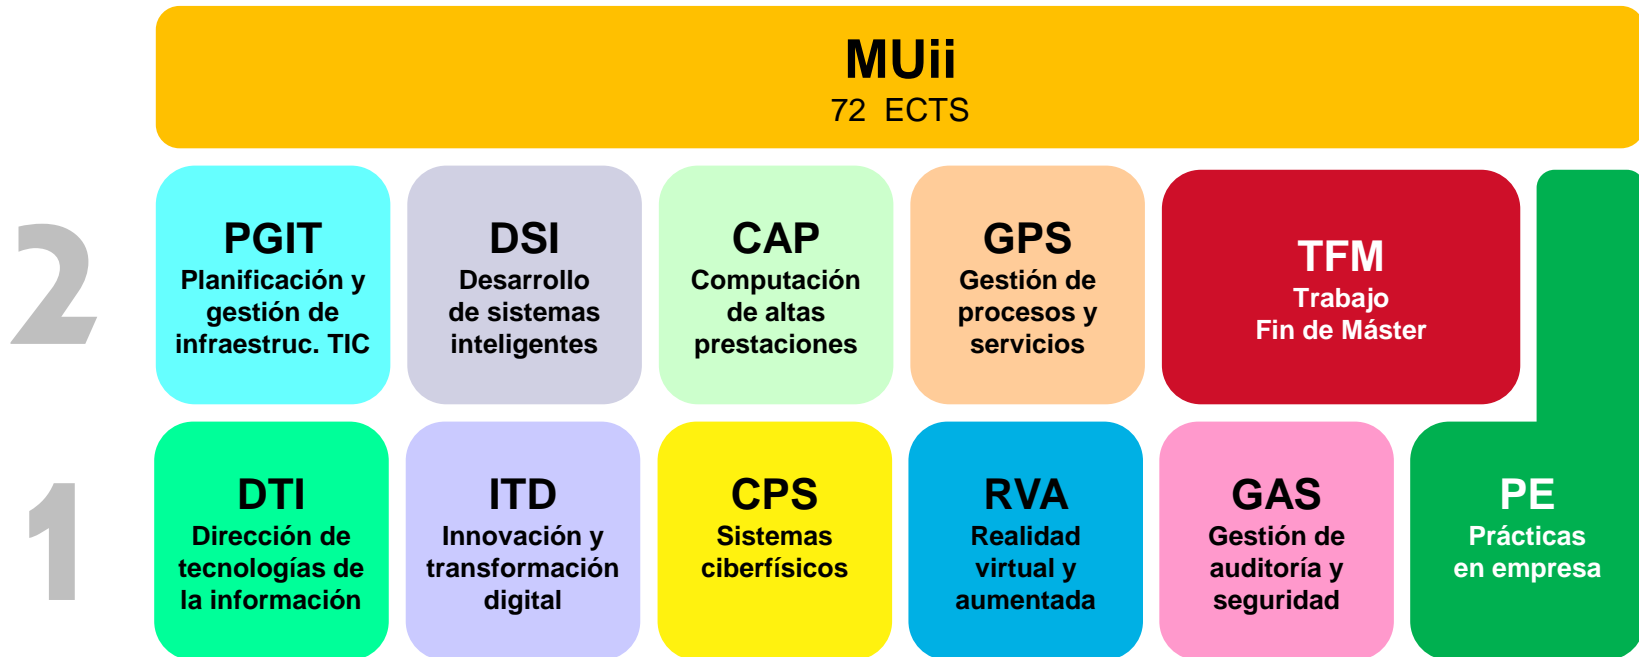 MUii
72 ECTS
2
PGIT
Planificación y
gestión de
infraestruc. TIC
DSI
Desarrollo
de sistemas
inteligentes
CAP
Computación
de altas
prestaciones
GPS
Gestión de
procesos y
servicios
TFM
Trabajo
Fin de Máster
1
DTI
Dirección de
tecnologías de
la información
ITD
Innovación y
transformación
digital
CPS
Sistemas
ciberfísicos
RVA
Realidad
virtual y
aumentada
GAS
Gestión de
auditoría y
seguridad
PE
Prácticas
en empresa